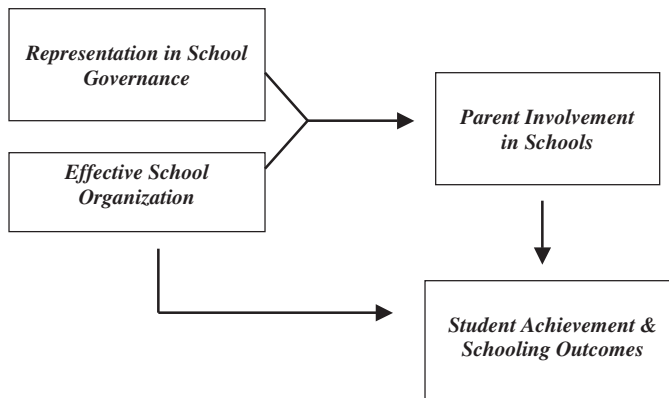 Representation in School
Governance
Parent Involvement
in Schools
Effective School
Organization
Student Achievement &
Schooling Outcomes